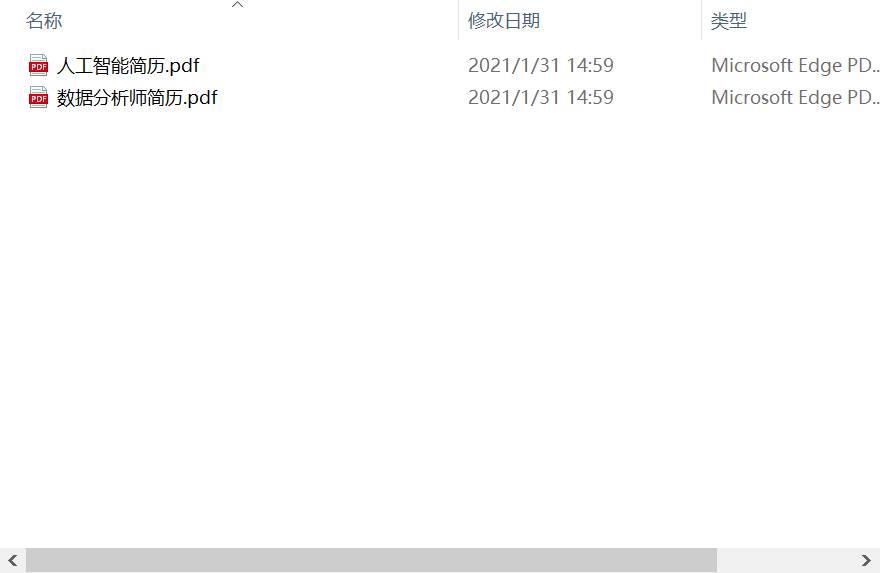 名称 修改日期 类型
人工智能简历.pdf 2021/1/31 14:59 Microsoft Edge PD...
数据分析师简历.pdf 2021/1/31 14:59 Microsoft Edge PD...